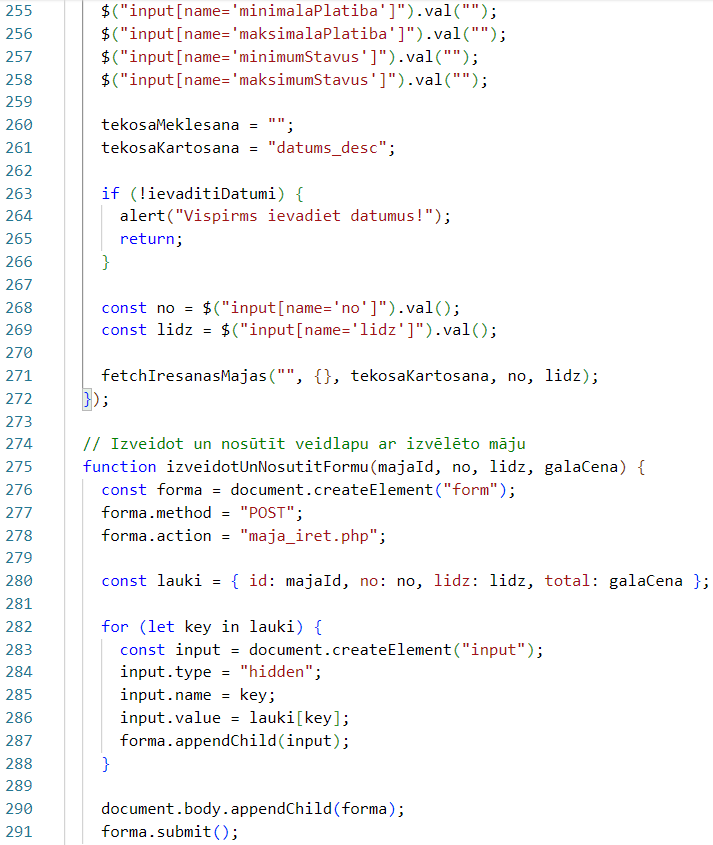 255 $("input[name='minimalaPlatiba']").val("");
256 $("input[name='maksimalaPlatiba']").val("");
257 $("input[name='minimumStavus']").val("");
258 $("input[name='maksimumStavus']").val("");
259
260 tekosaMeklesana = "";
261 tekosaKartosana = "datums_desc";
262
263 if (!ievaditiDatumi) {
264 alert("Vispirms ievadiet datumus!");
265 return;
266 }
267
268 const no = $("input[name='no']").val();
269 const lidz = $("input[name='lidz']").val();
270
271 fetchIresanasMajas("", {}, tekosaKartosana, no, lidz);
272 });
273
274 // Izveidot un nosūtīt veidlapu ar izvēlēto māju
275 function izveidotUnNosutitFormu(majaId, no, lidz, galaCena) {
276 const forma = document.createElement("form");
277 forma.method = "POST";
278 forma.action = "maja_iret.php";
279
280 const lauki = { id: majaId, no: no, lidz: lidz, total: galaCena };
281
282 for (let key in lauki) {
283 const input = document.createElement("input");
284 input.type = "hidden";
285 input.name = key;
286 input.value = lauki[key];
287 forma.appendChild(input);
288 }
289
290 document.body.appendChild(forma);
291 forma.submit();